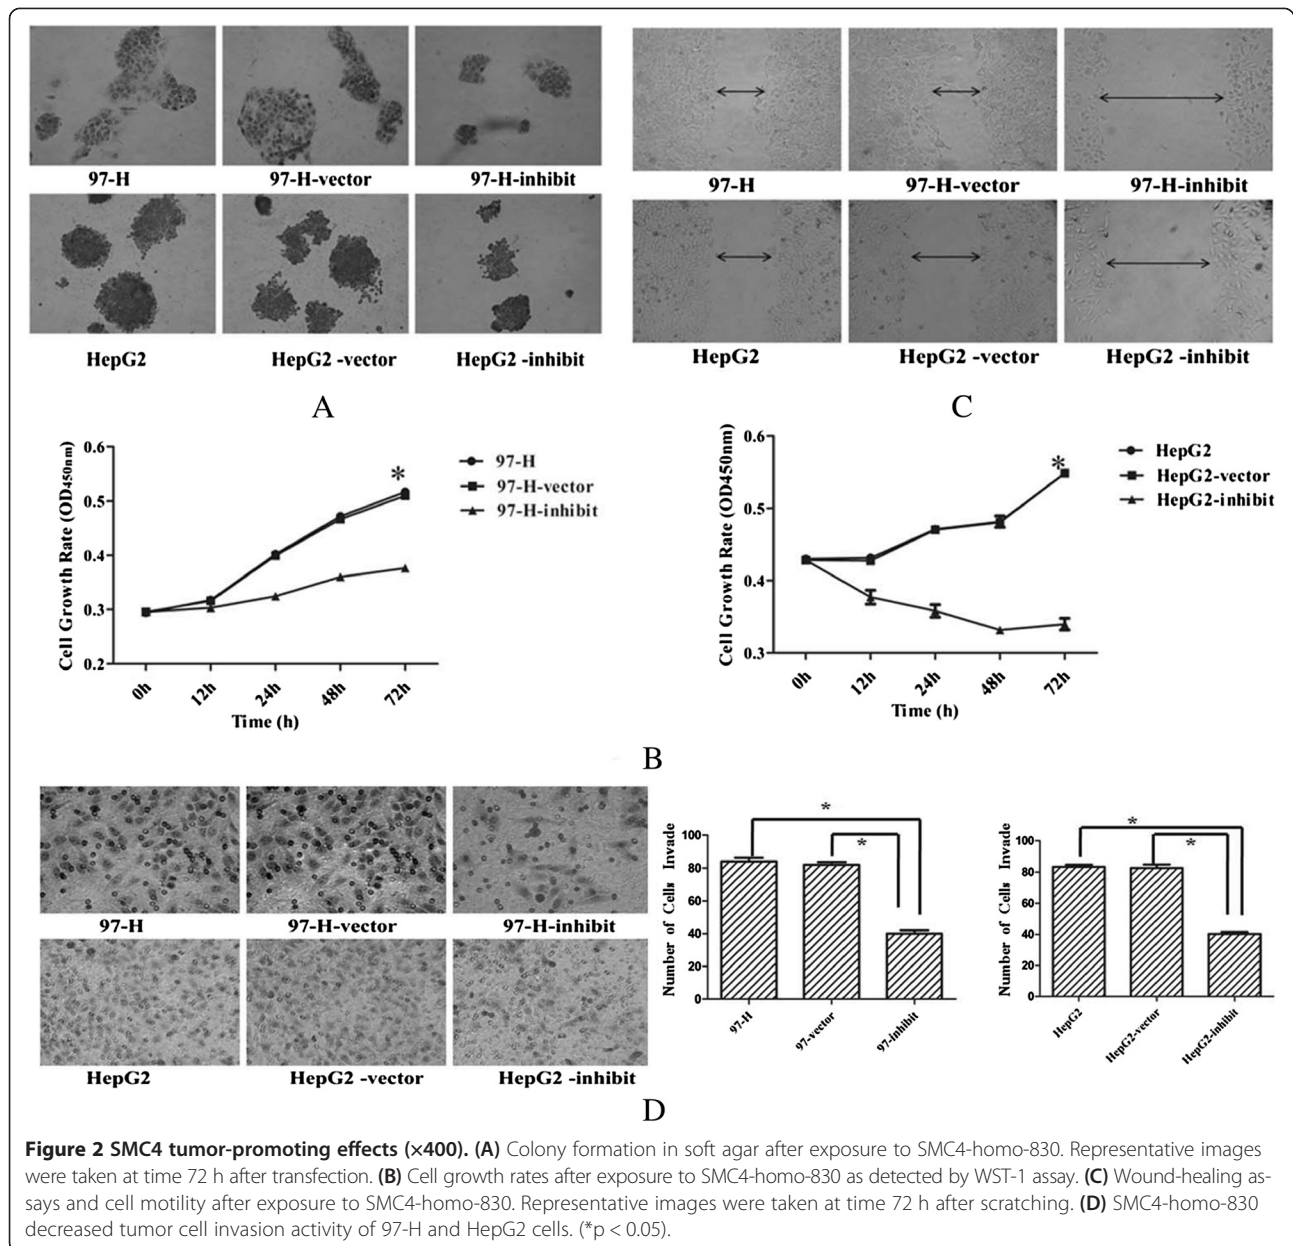 97-H 97-H-vector 97-H-inhibit
HepG2 HepG2 -vector HepG2 -inhibit
A
97-H 97-H-vector 97-H-inhibit
HepG2 HepG2 -vector HepG2 -inhibit
C
Cell Growth Rate (OD450nm)
0.6
0.5
0.4
0.3
0.2
*
97-H
97-H-vector
97-H-inhibit
0h 12h 24h 48h 72h
Time (h)
Cell Growth Rate (OD450nm)
0.6
0.5
0.4
0.3
*
HepG2
HepG2-vector
HepG2-inhibit
0h 12h 24h 48h 72h
Time (h)
B
97-H 97-H-vector 97-H-inhibit
HepG2 HepG2 -vector HepG2 -inhibit
Number of Cells Invade
100
80
60
40
20
0
*
*
97-H 97-vector 97-inhibit
Number of Cells Invade
100
80
60
40
20
0
*
*
HepG2 HepG2-vector HepG2-inhibit
D
Figure 2 SMC4 tumor-promoting effects (×400). (A) Colony formation in soft agar after exposure to SMC4-homo-830. Representative images
were taken at time 72 h after transfection. (B) Cell growth rates after exposure to SMC4-homo-830 as detected by WST-1 assay. (C) Wound-healing as-
says and cell motility after exposure to SMC4-homo-830. Representative images were taken at time 72 h after scratching. (D) SMC4-homo-830
decreased tumor cell invasion activity of 97-H and HepG2 cells. (*p < 0.05).